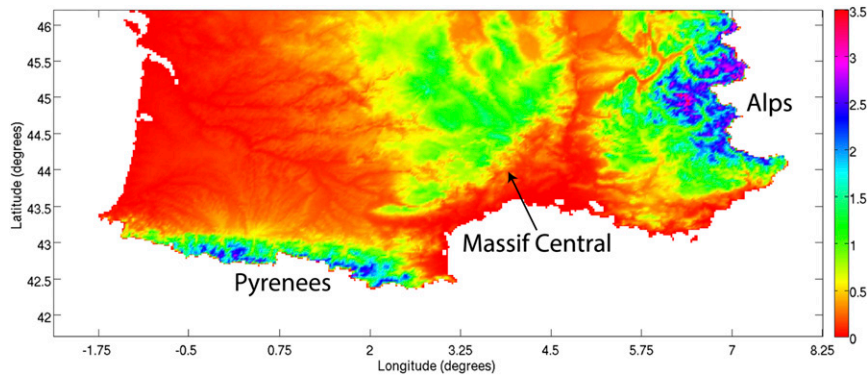 46
45.5
45
44.5
44
43.5
43
42.5
42
Latitude (degrees)
Alps
Massif Central
Pyrenees
-1.75 -0.5 0.75 2 3.25 4.5 5.75 7 8.25
Longitude (degrees)
3.5
3
2.5
2
1.5
1
0.5
0